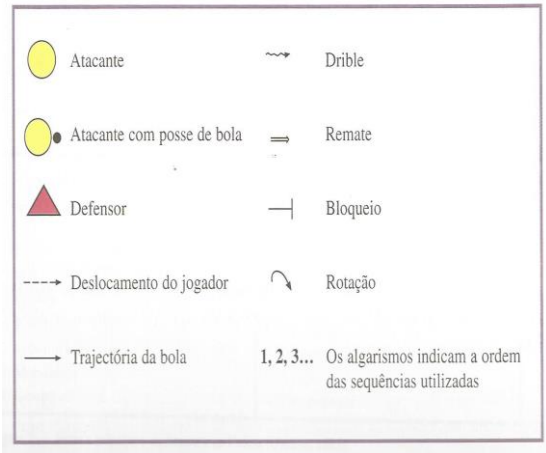 Atacante
Drible
Atacante com posse de bola
Remate
Defensor
Bloqueio
Deslocamento do jogador
Rotação
Trajectória da bola
1, 2, 3... Os algarismos indicam a ordem
das sequências utilizadas